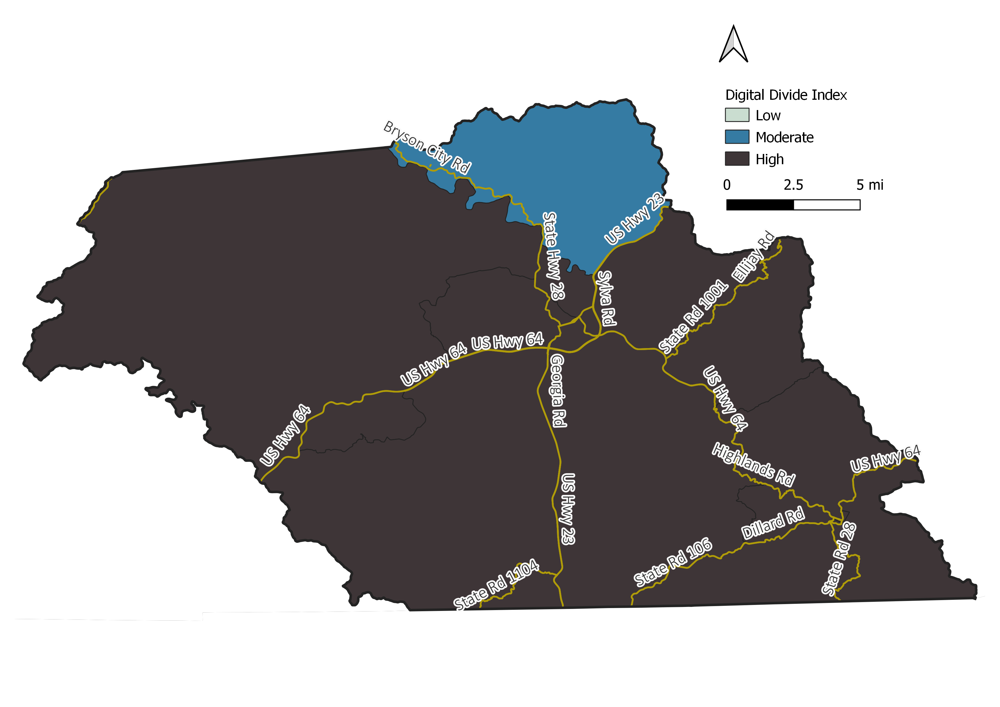 Digital Divide Index
Low
Moderate
High
0 2.5 5 mi
Bryson City Rd
US Hwy 23
State Hwy 28
Ellijay Rd
Sylva Rd
State Rd 1001
US Hwy 64
US Hwy 64
Georgia Rd
US Hwy 64
US Hwy 64
Highlands Rd
US Hwy 64
US Hwy 23
Dillard Rd
State Rd 28
State Rd 106
State Rd 1104